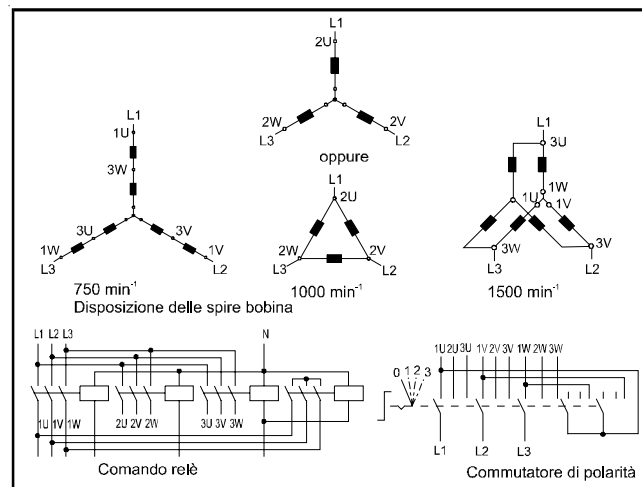 L1
2U
2W
2V
L3
L2
oppure
L1
1U
3W
3U
3V
1W
1V
L3
L2
750 min⁻¹
L1
2U
2W
2V
L3
L2
1000 min⁻¹
L1
3U
1W
1U
1V
3W
3V
L3
L2
1500 min⁻¹
Disposizione delle spire bobina
L1 L2 L3
N
1U 1V 1W
2U 2V 2W
3U 3V 3W
Comando relè
1U 2U 3U 1V 2V 3V 1W 2W 3W
0 1 2 3
L1
L2
L3
Commutatore di polarità